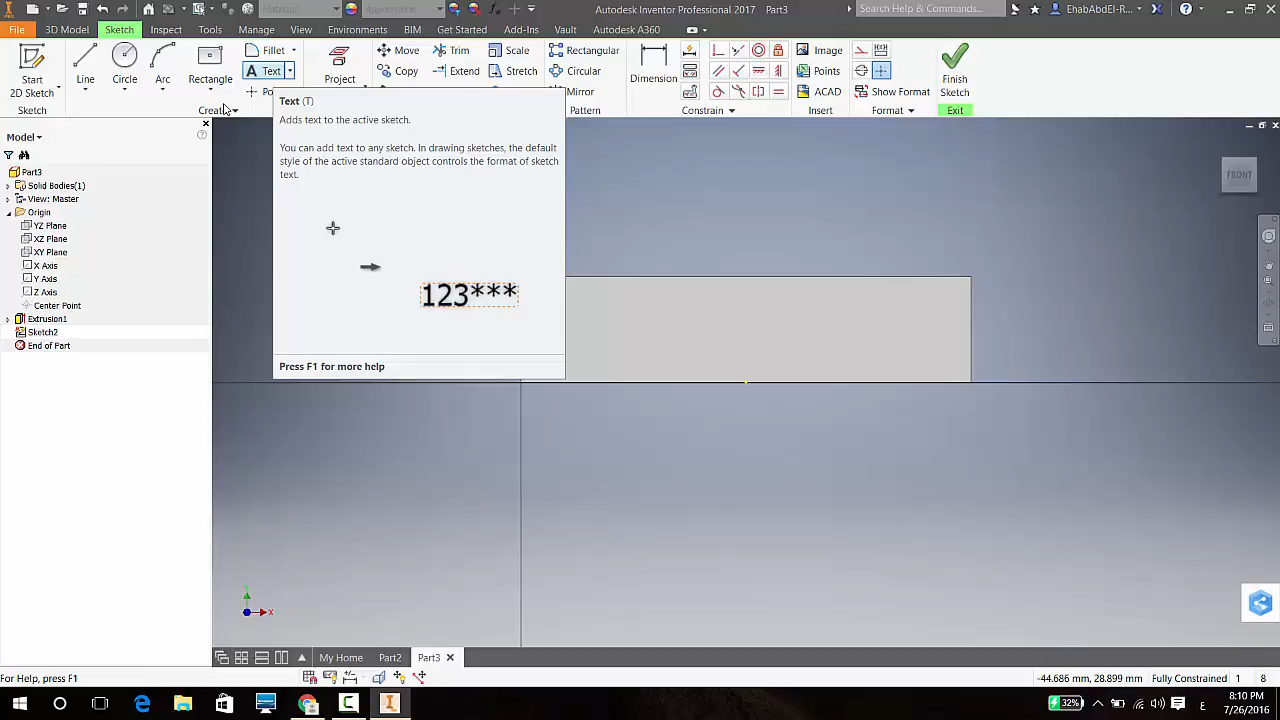 Material
Appearance
Autodesk Inventor Professional 2017 Part3
Search Help & Commands...
EhabAbdEl-R...
File 3D Model Sketch Inspect Tools Manage View Environments BIM Get Started Add-Ins Vault Autodesk A360
Start
2D Sketch
Line Circle Arc Rectangle
Fillet
Text
Project
Move Trim Scale
Copy Extend Stretch
Rectangular
Circular
Mirror
Dimension
Image
Points
ACAD
Show Format
Finish
Sketch
Sketch
Pattern
Constrain
Insert
Format
Exit
Text (T)
Adds text to the active sketch.
You can add text to any sketch. In drawing sketches, the default
style of the active standard object controls the format of sketch
text.
123***
Press F1 for more help
Model
Part3
Solid Bodies(1)
View: Master
Origin
YZ Plane
XZ Plane
XY Plane
X Axis
Y Axis
Z Axis
Center Point
Extrusion1
Sketch2
End of Part
FRONT
X
My Home Part2 Part3
For Help, press F1
-44.686 mm, 28.899 mm Fully Constrained 1 8
32%
8:10 PM
7/26/2016